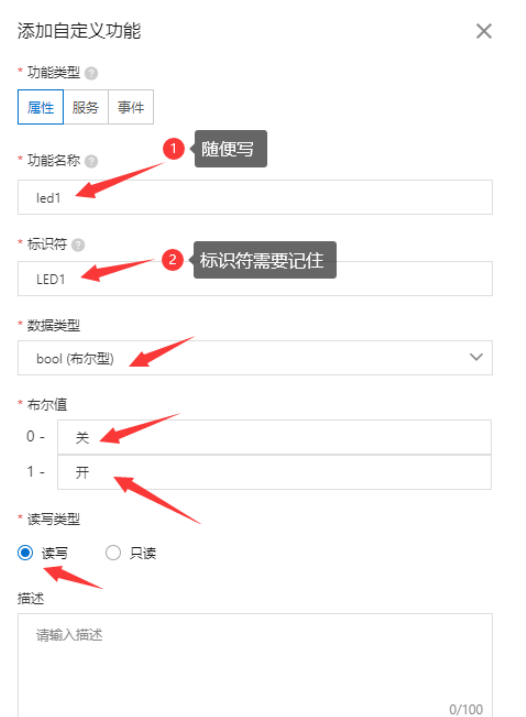 添加自定义功能
* 功能类型 ?
属性 服务 事件
1 随便写
* 功能名称 ?
led1
* 标识符 ?
2 标识符需要记住
LED1
* 数据类型
bool (布尔型)
* 布尔值
0 - 关
1 - 开
* 读写类型
读写 只读
描述
请输入描述
0/100